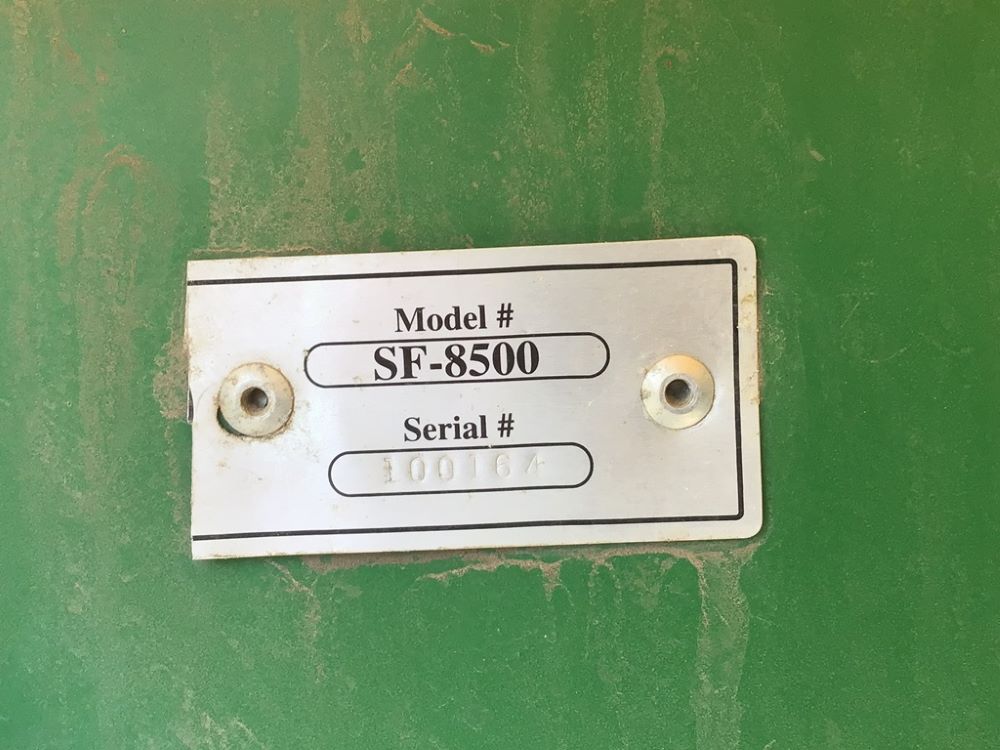 Model #
SF-8500
Serial #
100164